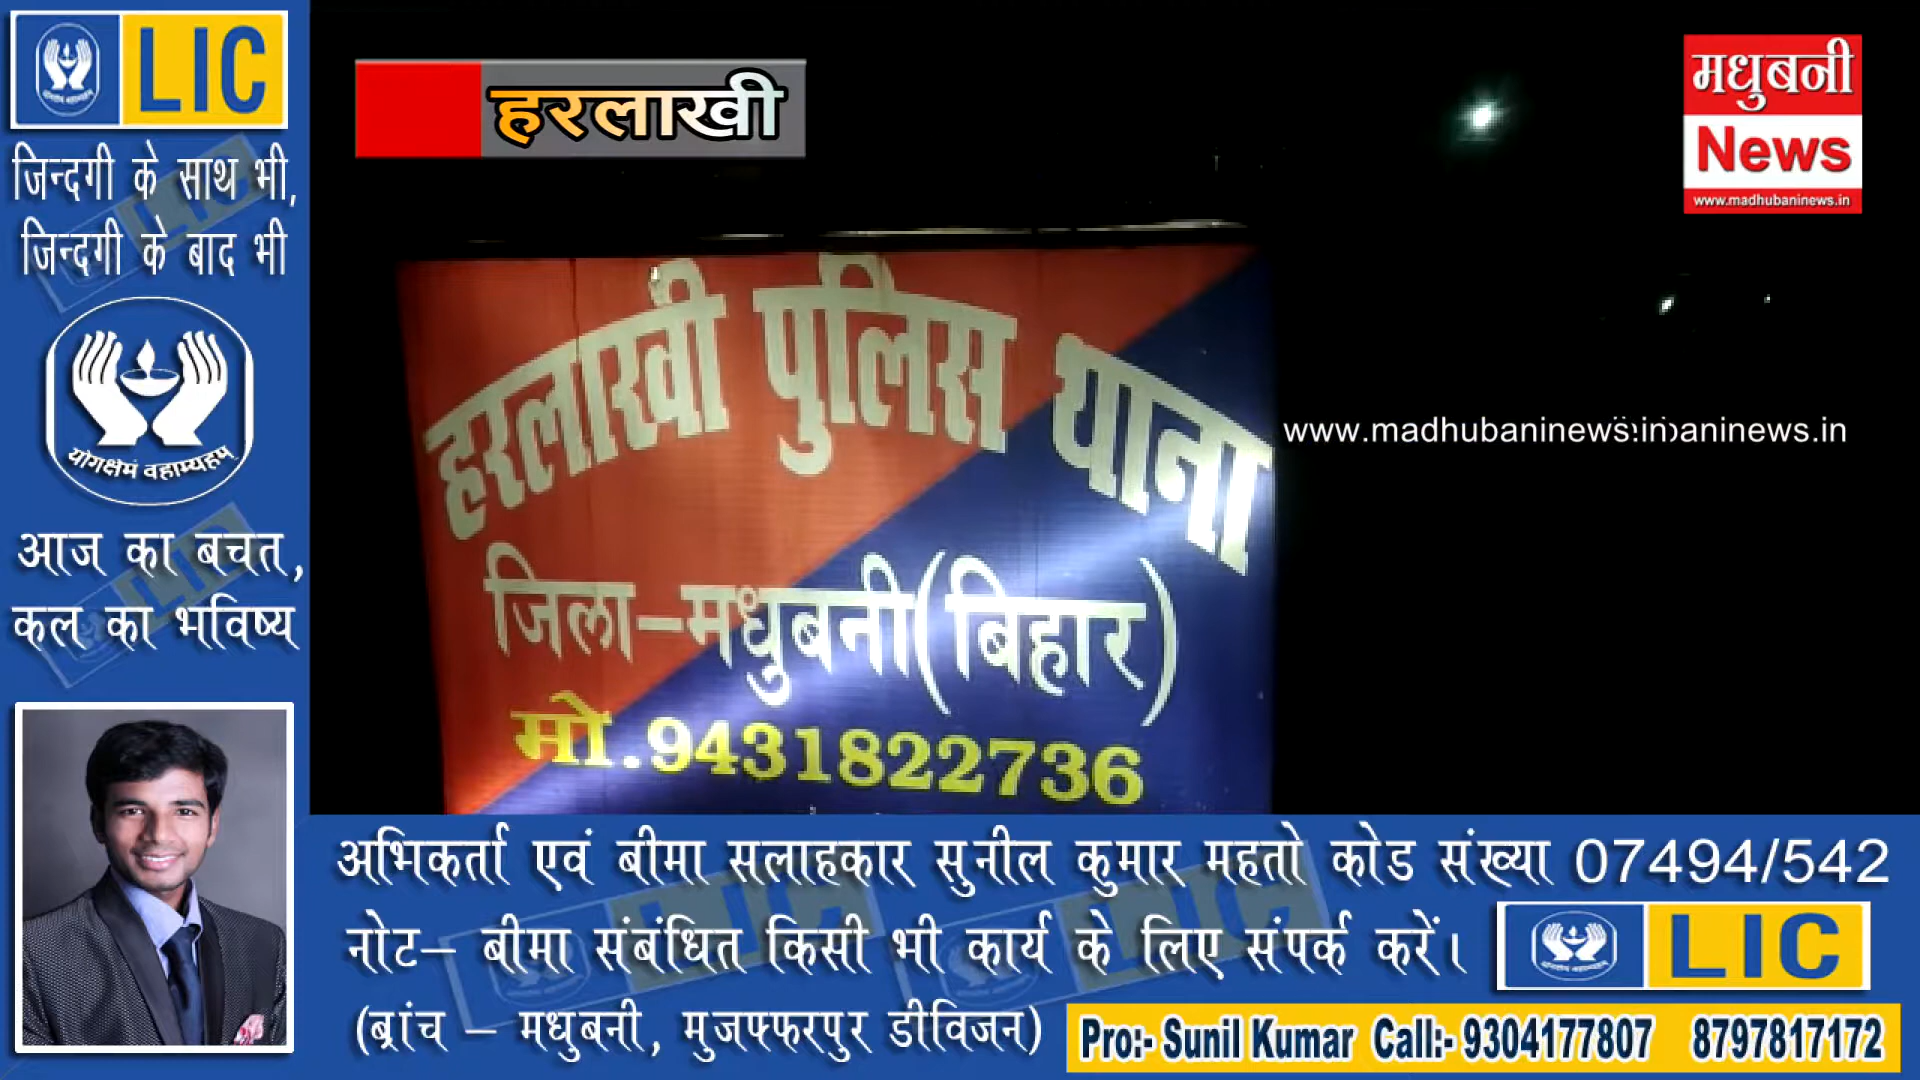 LIC
जिन्दगी के साथ भी,
जिन्दगी के बाद भी
योगक्षेमं वहाम्यहम्
आज का बचत,
कल का भविष्य
हरलाखी
मधुबनी
News
www.madhubaninews.in
हरलाखी पुलिस थाना
जिला-मधुबनी(बिहार)
मो.9431822736
www.madhubaninews.in
aninews.in
अभिकर्ता एवं बीमा सलाहकार सुनील कुमार महतो कोड संख्या 07494/542
नोट- बीमा संबंधित किसी भी कार्य के लिए संपर्क करें।
LIC
(ब्रांच - मधुबनी, मुजफ्फरपुर डीविजन)
Pro:- Sunil Kumar Call:- 9304177807 8797817172